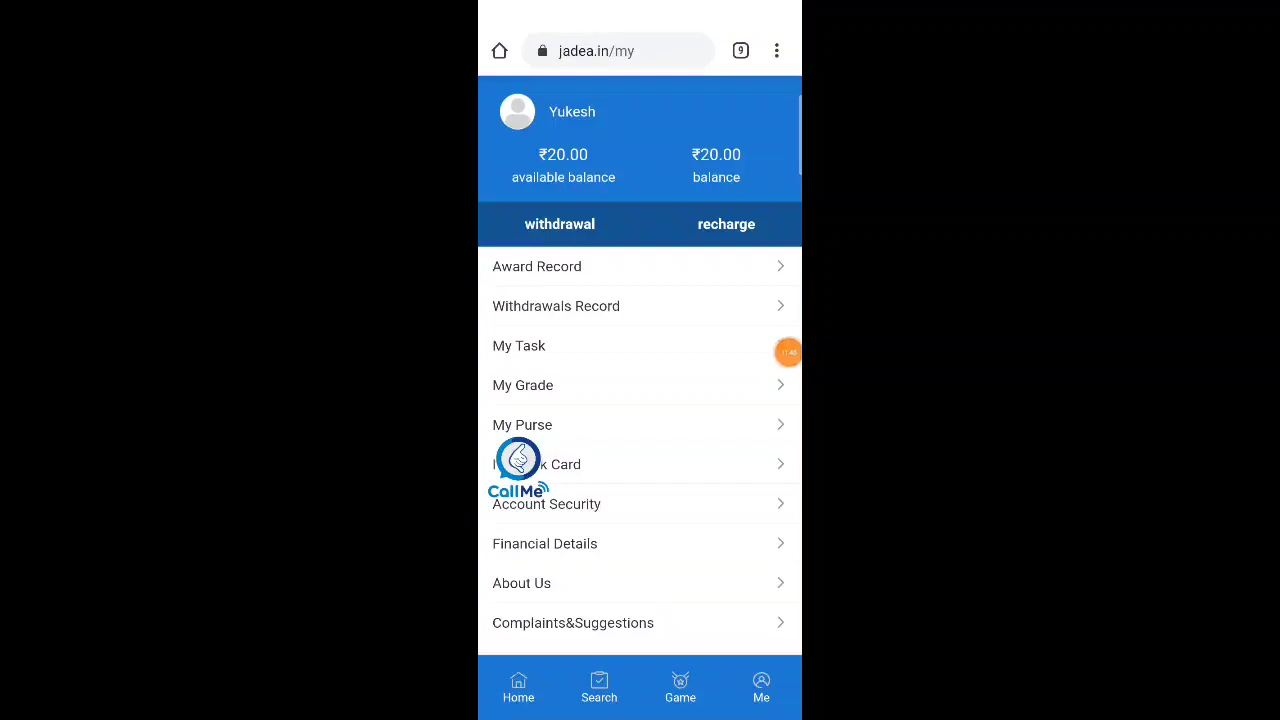 jadea.in/my
9
Yukesh
₹20.00
₹20.00
available balance
balance
withdrawal
recharge
Award Record
Withdrawals Record
My Task
My Grade
My Purse
k Card
CallMe
Account Security
Financial Details
About Us
Complaints&Suggestions
Home
Search
Game
Me